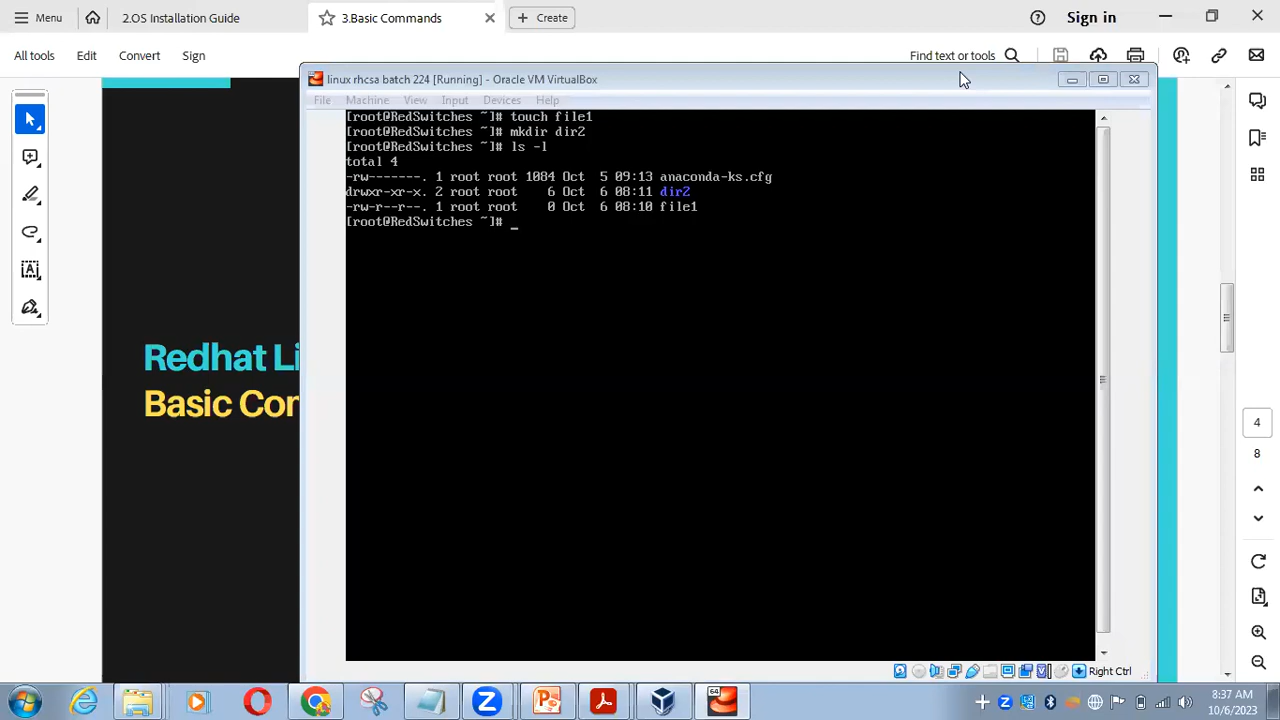 Menu
2.OS Installation Guide
3.Basic Commands
Create
Sign in
All tools
Edit
Convert
Sign
Find text or tools
linux rhcsa batch 224 [Running] - Oracle VM VirtualBox
File
Machine
View
Input
Devices
Help
[root@RedSwitches ~]# touch file1
[root@RedSwitches ~]# mkdir dir2
[root@RedSwitches ~]# ls -l
total 4
-rw-------. 1 root root 1084 Oct  5 09:13 anaconda-ks.cfg
drwxr-xr-x. 2 root root    6 Oct  6 08:11 dir2
-rw-r--r--. 1 root root    0 Oct  6 08:10 file1
[root@RedSwitches ~]# _
Redhat Li
Basic Con
4
8
Right Ctrl
64
8:37 AM
10/6/2023